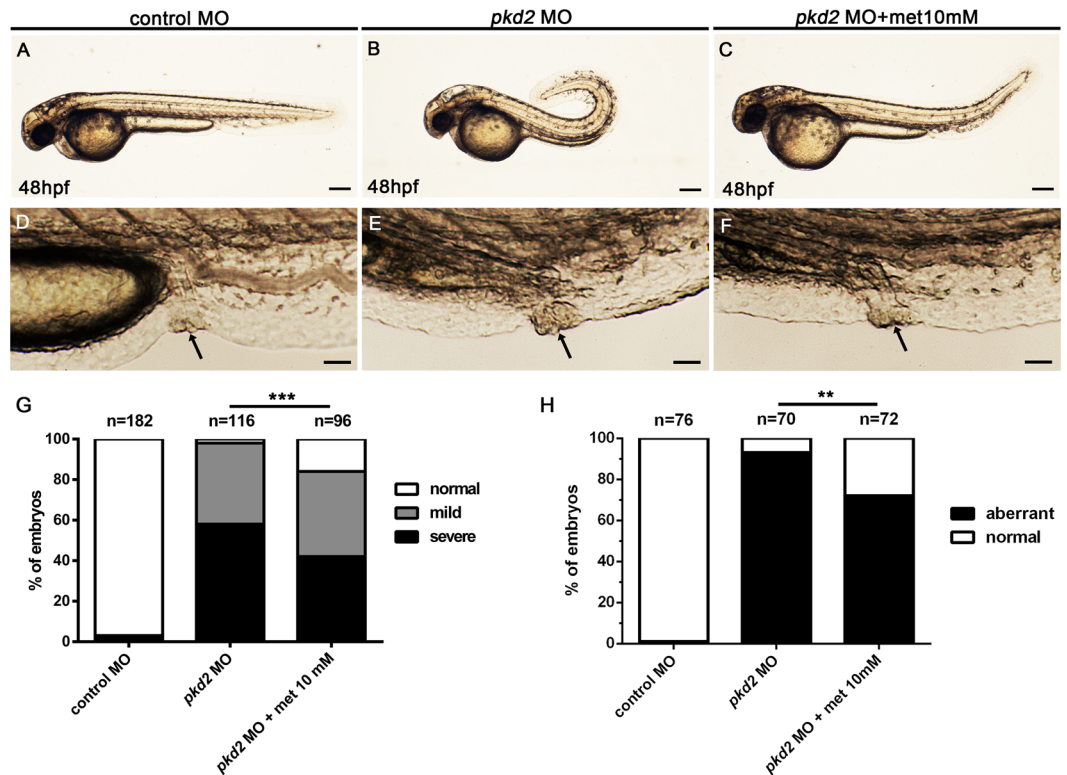 control MO
pkd2 MO
pkd2 MO+met10mM
A
B
C
48hpf
48hpf
48hpf
D
E
F
G
***
n=182
n=116
n=96
100
80
60
40
20
0
% of embryos
control MO
pkd2 MO
pkd2 MO + met 10 mM
normal
mild
severe
H
**
n=76
n=70
n=72
100
80
60
40
20
0
% of embryos
control MO
pkd2 MO
pkd2 MO + met 10mM
aberrant
normal